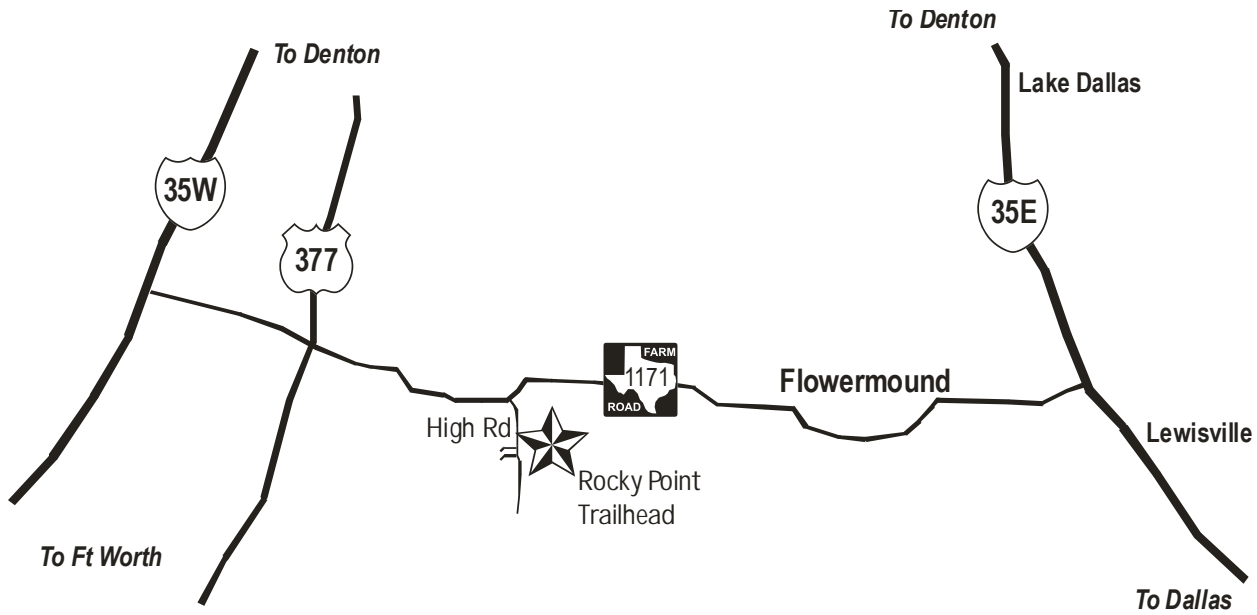 To Denton
To Denton
Lake Dallas
35W
35E
377
FARM
1171
ROAD
Flowermound
High Rd
Lewisville
Rocky Point
Trailhead
To Ft Worth
To Dallas